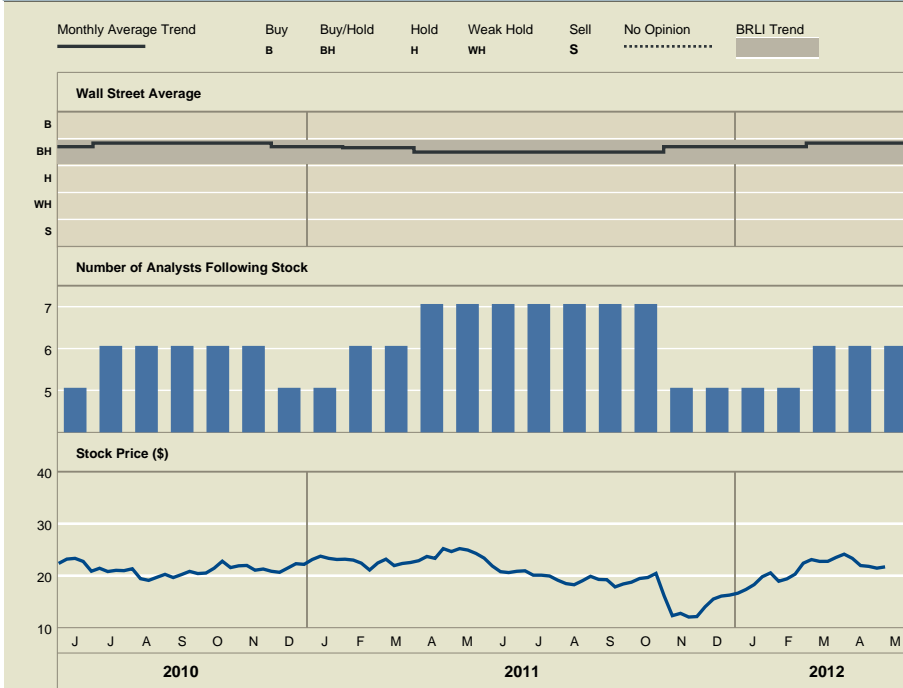 Monthly Average Trend Buy Buy/Hold Hold Weak Hold Sell No Opinion BRLI Trend
B BH H WH S
Wall Street Average
B
BH
H
WH
S
Number of Analysts Following Stock
7
6
5
Stock Price ($)
40
30
20
10
J J A S O N D J F M A M J J A S O N D J F M A M
2010 2011 2012